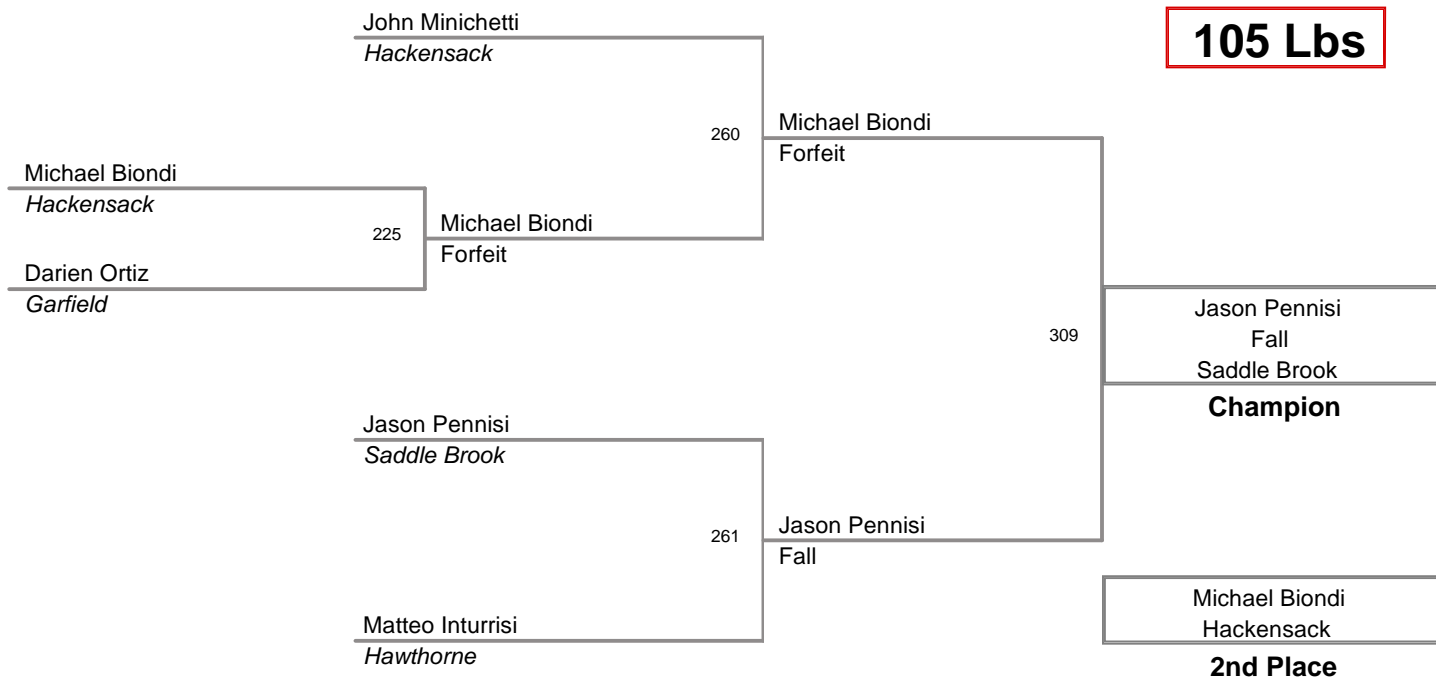 105 Lbs
John Minichetti
Hackensack
260
Michael Biondi
Forfeit
Michael Biondi
Hackensack
225
Michael Biondi
Forfeit
Darien Ortiz
Garfield
309
Jason Pennisi
Fall
Saddle Brook
Champion
Jason Pennisi
Saddle Brook
261
Jason Pennisi
Fall
Matteo Inturrisi
Hawthorne
Michael Biondi
Hackensack
2nd Place